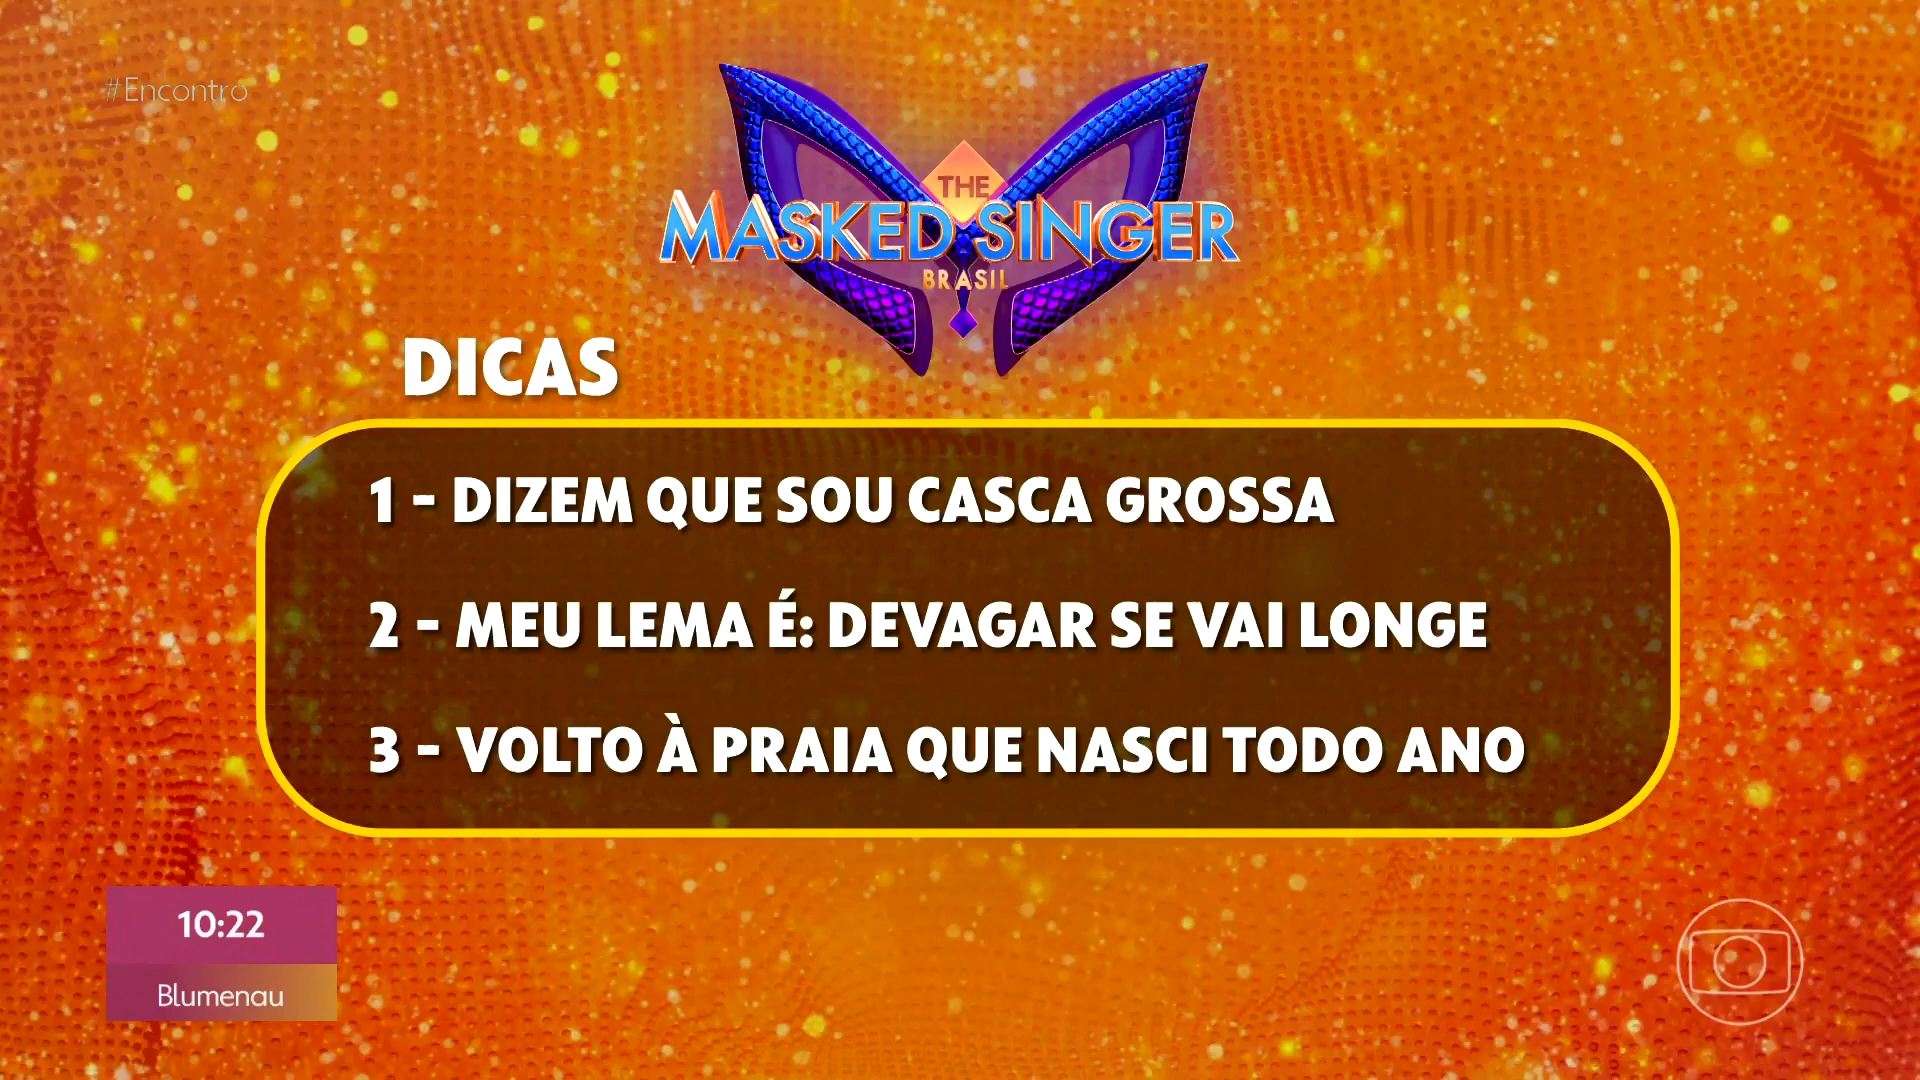 #Encontro
THE
MASKED SINGER
BRASIL
DICAS
1 - DIZEM QUE SOU CASCA GROSSA
2 - MEU LEMA É: DEVAGAR SE VAI LONGE
3 - VOLTO À PRAIA QUE NASCI TODO ANO
10:22
Blumenau